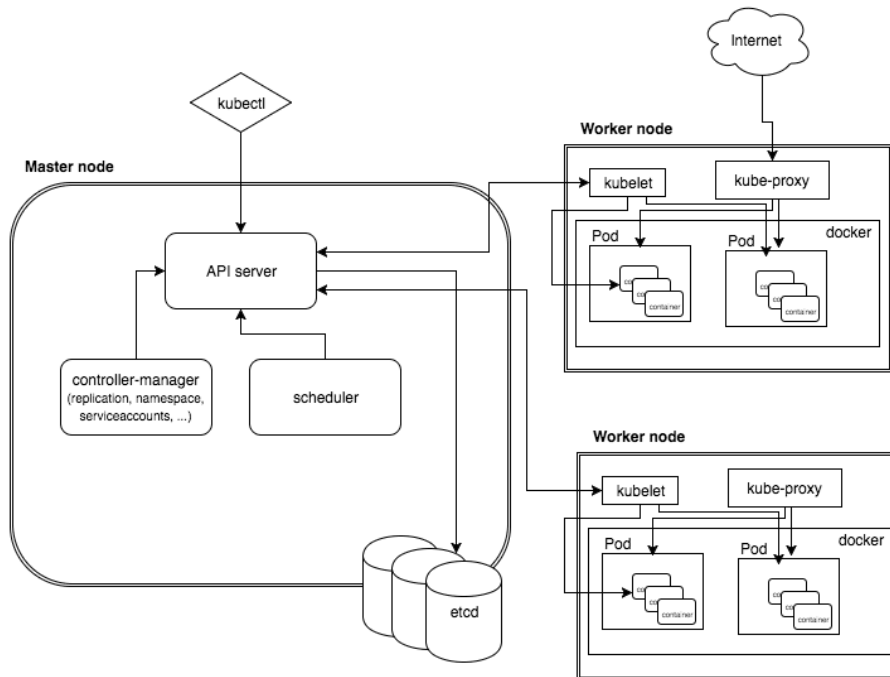 Internet
kubectl
Worker node
Master node
kubelet
kube-proxy
docker
Pod
Pod
container
container
API server
controller-manager
(replication, namespace,
serviceaccounts, ...)
scheduler
Worker node
kubelet
kube-proxy
docker
Pod
Pod
container
container
etcd